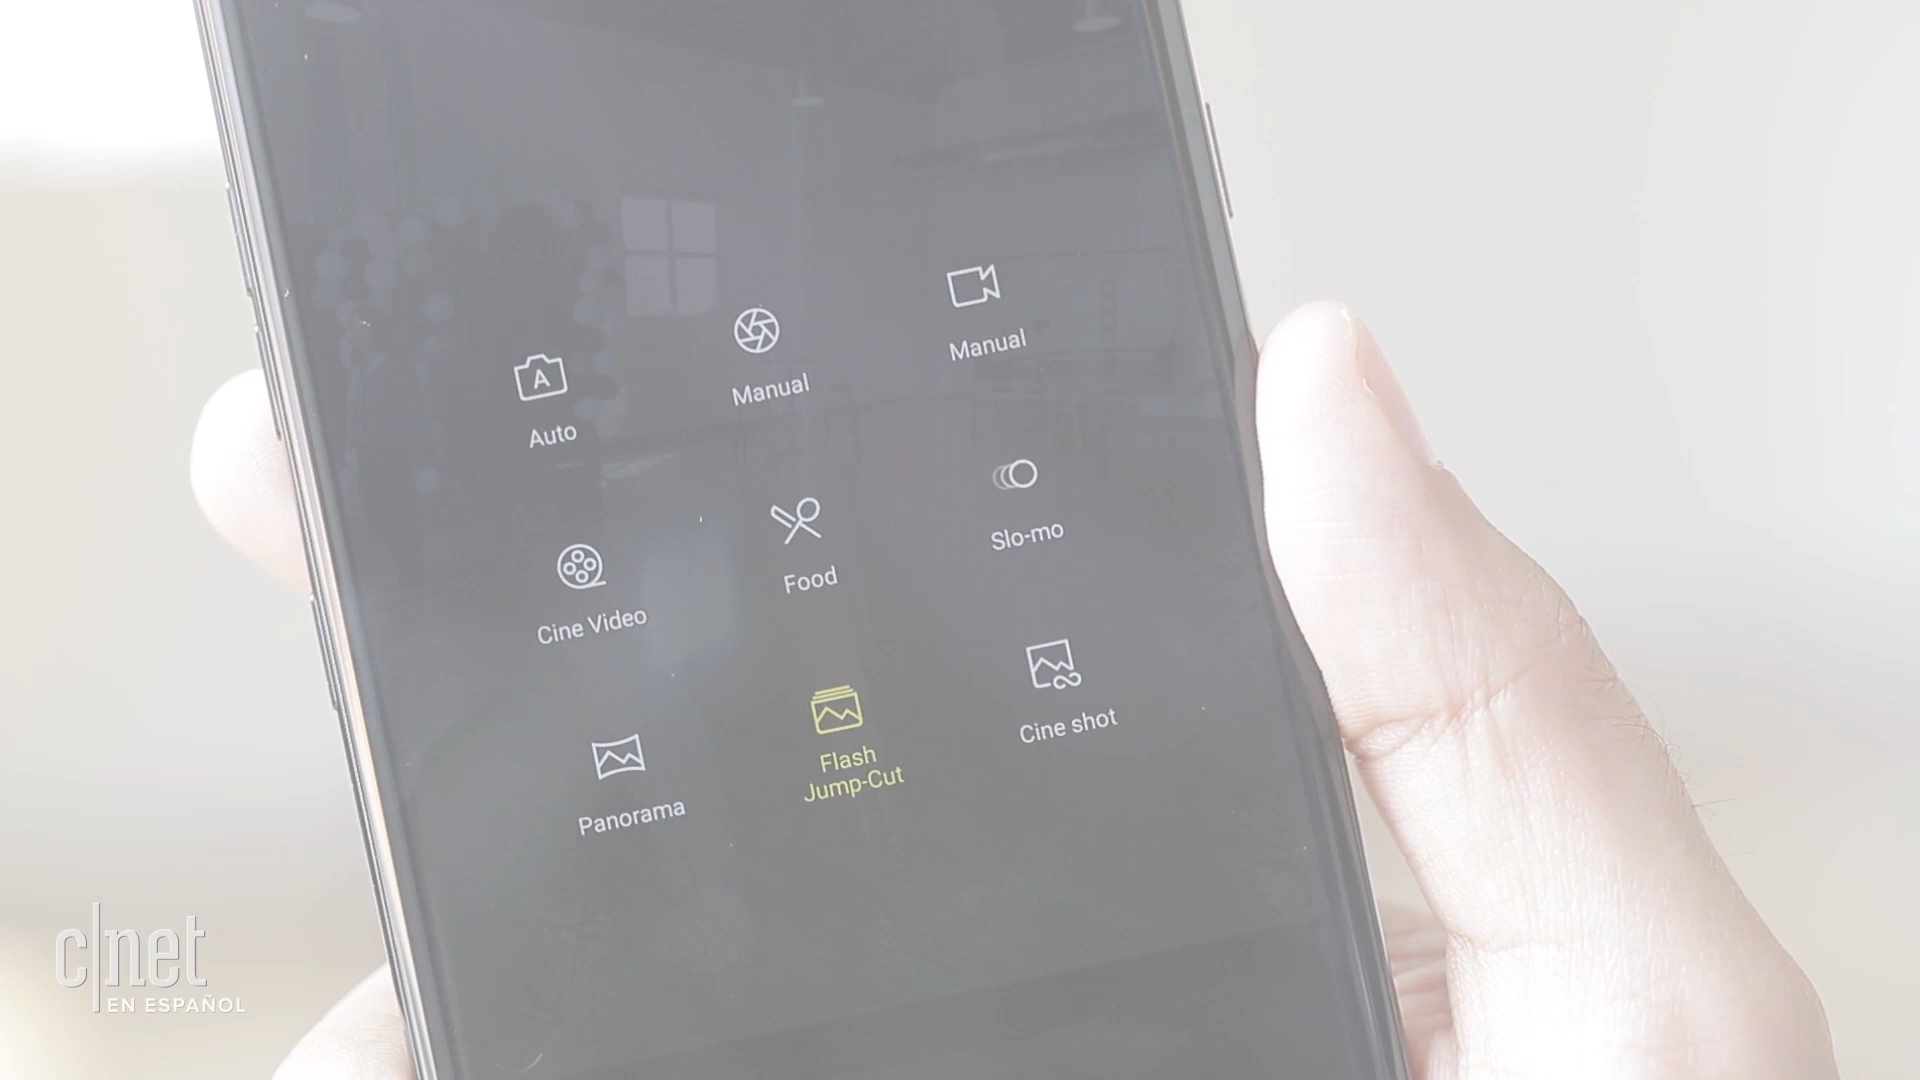 Manual
Manual
Auto
Slo-mo
Food
Cine Video
Cine shot
Flash
Jump-Cut
Panorama
c|net
EN ESPAÑOL